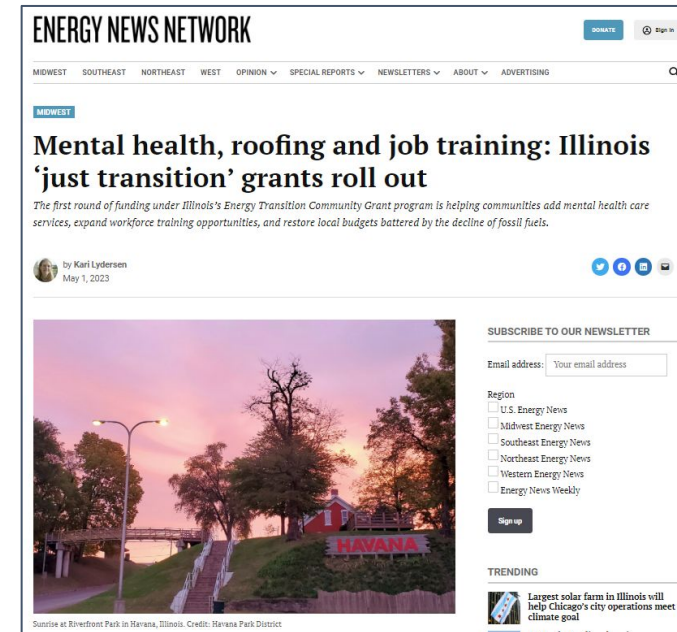 ENERGY NEWS NETWORK
DONATE
Sign In
MIDWEST SOUTHEAST NORTHEAST WEST OPINION SPECIAL REPORTS NEWSLETTERS ABOUT ADVERTISING
MIDWEST
Mental health, roofing and job training: Illinois
‘just transition’ grants roll out
The first round of funding under Illinois's Energy Transition Community Grant program is helping communities add mental health care
services, expand workforce training opportunities, and restore local budgets battered by the decline of fossil fuels.
by Kari Lydersen
May 1, 2023
HAVANA
Sunrise at Riverfront Park in Havana, Illinois. Credit: Havana Park District
SUBSCRIBE TO OUR NEWSLETTER
Email address: Your email address
Region
U.S. Energy News
Midwest Energy News
Southeast Energy News
Northeast Energy News
Western Energy News
Energy News Weekly
Sign up
TRENDING
Largest solar farm in Illinois will
help Chicago's city operations meet
climate goal